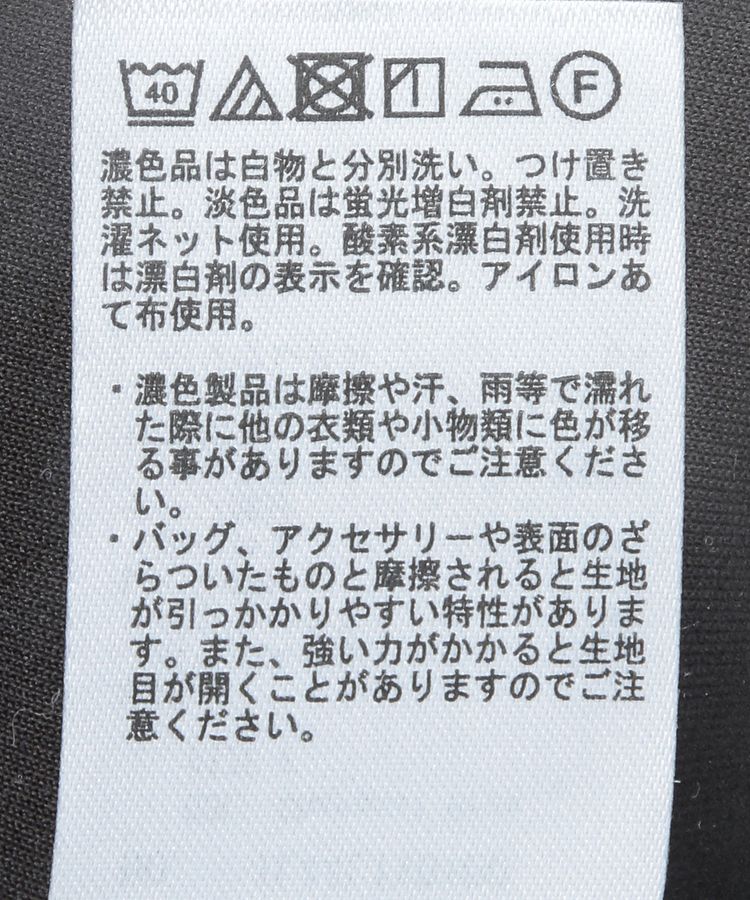 40 F
濃色品は白物と分別洗い。つけ置き
禁止。淡色品は蛍光増白剤禁止。洗
濯ネット使用。酸素系漂白剤使用時
は漂白剤の表示を確認。アイロンあ
て布使用。
・濃色製品は摩擦や汗、雨等で濡れ
た際に他の衣類や小物類に色が移
る事がありますのでご注意くださ
い。
・バッグ、アクセサリーや表面のざ
らついたものと摩擦されると生地
が引っかかりやすい特性がありま
す。また、強い力がかかると生地
目が開くことがありますのでご注
意ください。